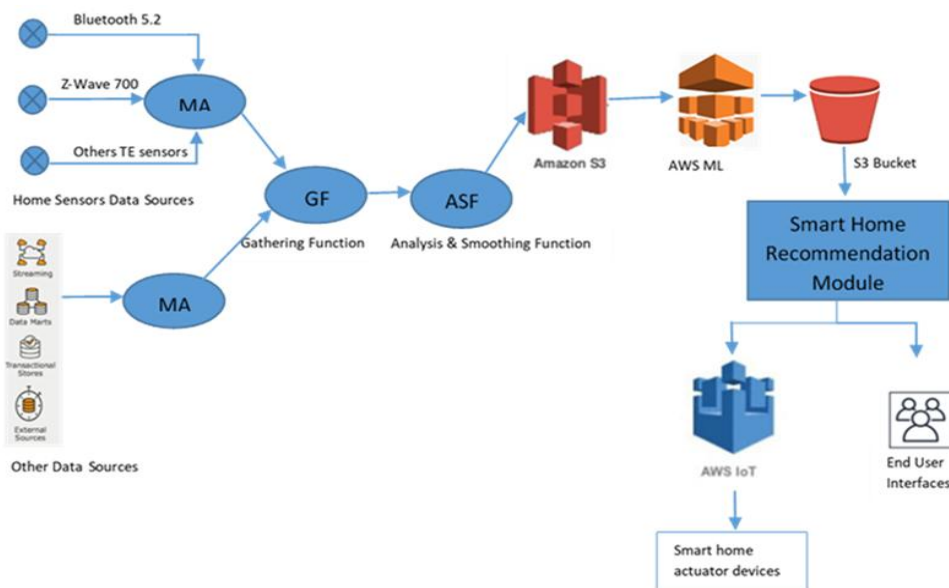 Bluetooth 5.2
Z-Wave 700
MA
Others TE sensors
Home Sensors Data Sources
GF
Gathering Function
ASF
Analysis & Smoothing Function
Amazon S3
AWS ML
S3 Bucket
Smart Home
Recommendation
Module
Streaming
Data Marts
Transactional
Stores
External
Sources
Other Data Sources
MA
AWS IoT
End User
Interfaces
Smart home
actuator devices